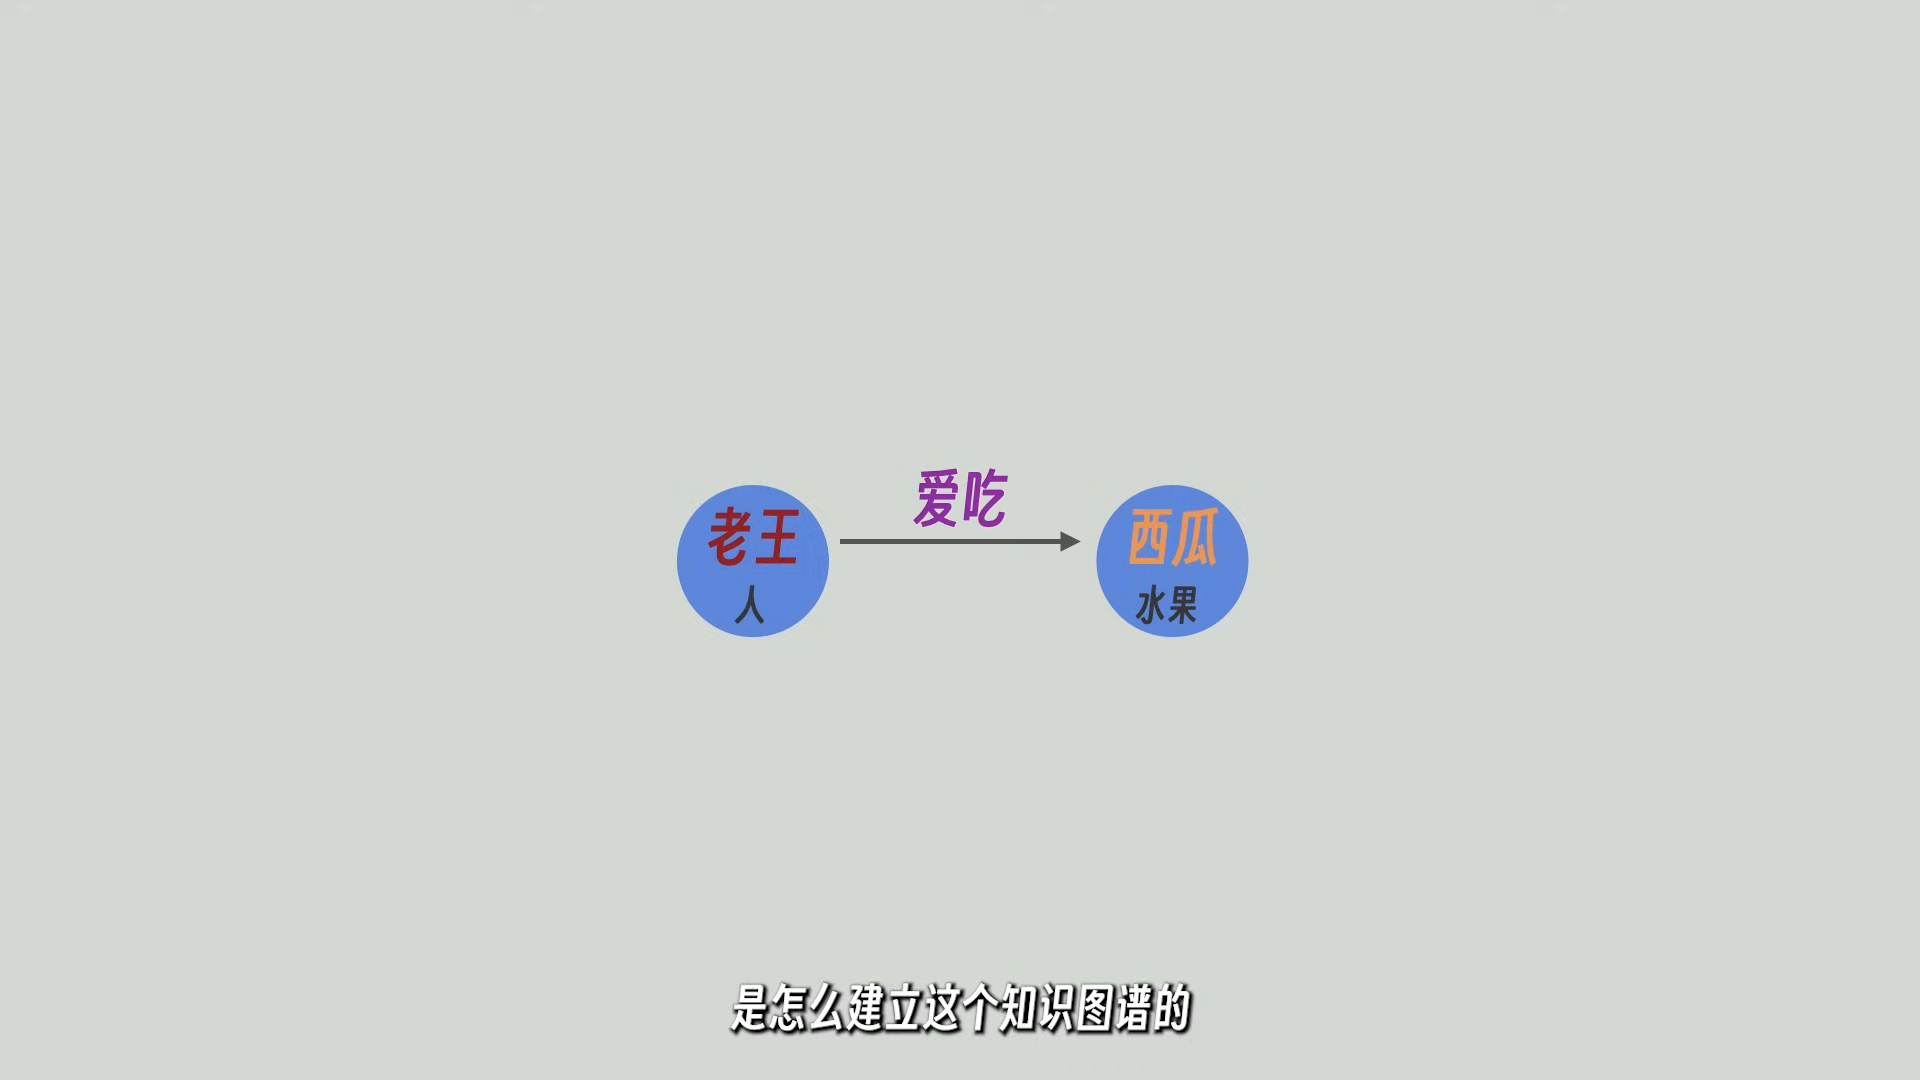 爱吃
老王
人
西瓜
水果
是怎么建立这个知识图谱的